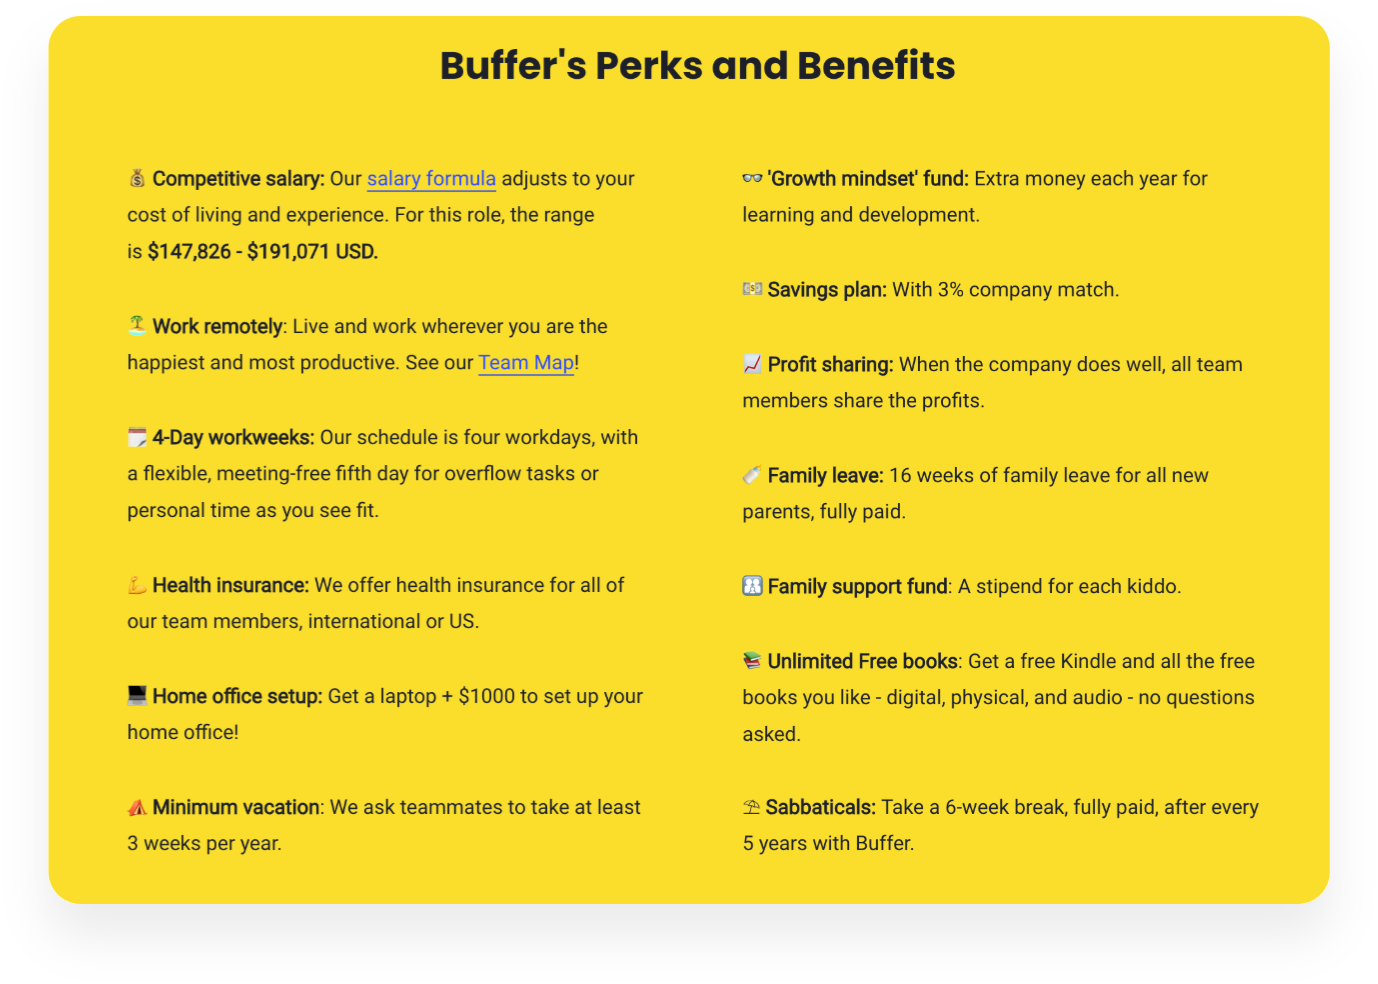 Buffer's Perks and Benefits
💰 Competitive salary: Our salary formula adjusts to your
cost of living and experience. For this role, the range
is $147,826 - $191,071 USD.
🏝 Work remotely: Live and work wherever you are the
happiest and most productive. See our Team Map!
🗓 4-Day workweeks: Our schedule is four workdays, with
a flexible, meeting-free fifth day for overflow tasks or
personal time as you see fit.
💪 Health insurance: We offer health insurance for all of
our team members, international or US.
💻 Home office setup: Get a laptop + $1000 to set up your
home office!
⛺ Minimum vacation: We ask teammates to take at least
3 weeks per year.
👓 'Growth mindset' fund: Extra money each year for
learning and development.
💵 Savings plan: With 3% company match.
📈 Profit sharing: When the company does well, all team
members share the profits.
🍼 Family leave: 16 weeks of family leave for all new
parents, fully paid.
🚻 Family support fund: A stipend for each kiddo.
📚 Unlimited Free books: Get a free Kindle and all the free
books you like - digital, physical, and audio - no questions
asked.
⛱ Sabbaticals: Take a 6-week break, fully paid, after every
5 years with Buffer.